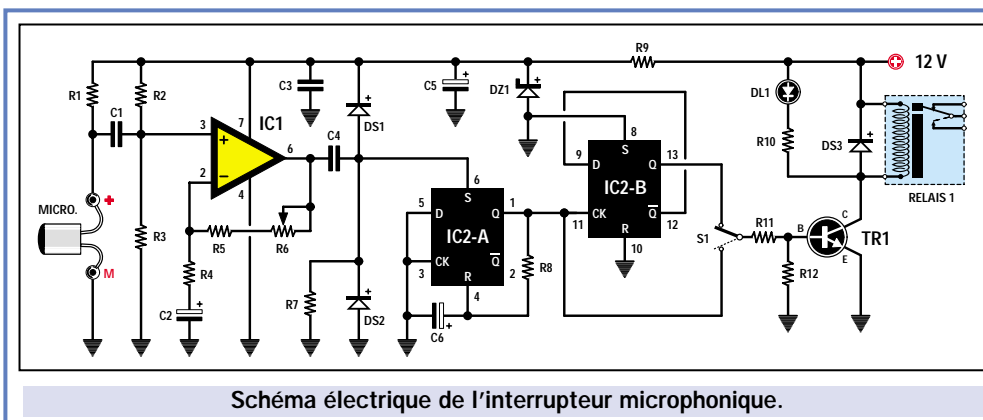 R9
12 V
R1
R2
C3
C5
DZ1
DL1
C1
IC1
DS1
8
S
R10
DS3
3
7
+
6
C4
9
D
Q
13
2
−
4
IC2-B
RELAIS 1
6
S
5
D
Q
1
CK
Q
11
12
S1
R11
C
B
TR1
E
MICRO.
+
R3
R5
R6
IC2-A
R
10
R12
M
R4
CK
Q
3
2
R8
R
4
C2
+
R7
DS2
C6
+
Schéma électrique de l'interrupteur microphonique.